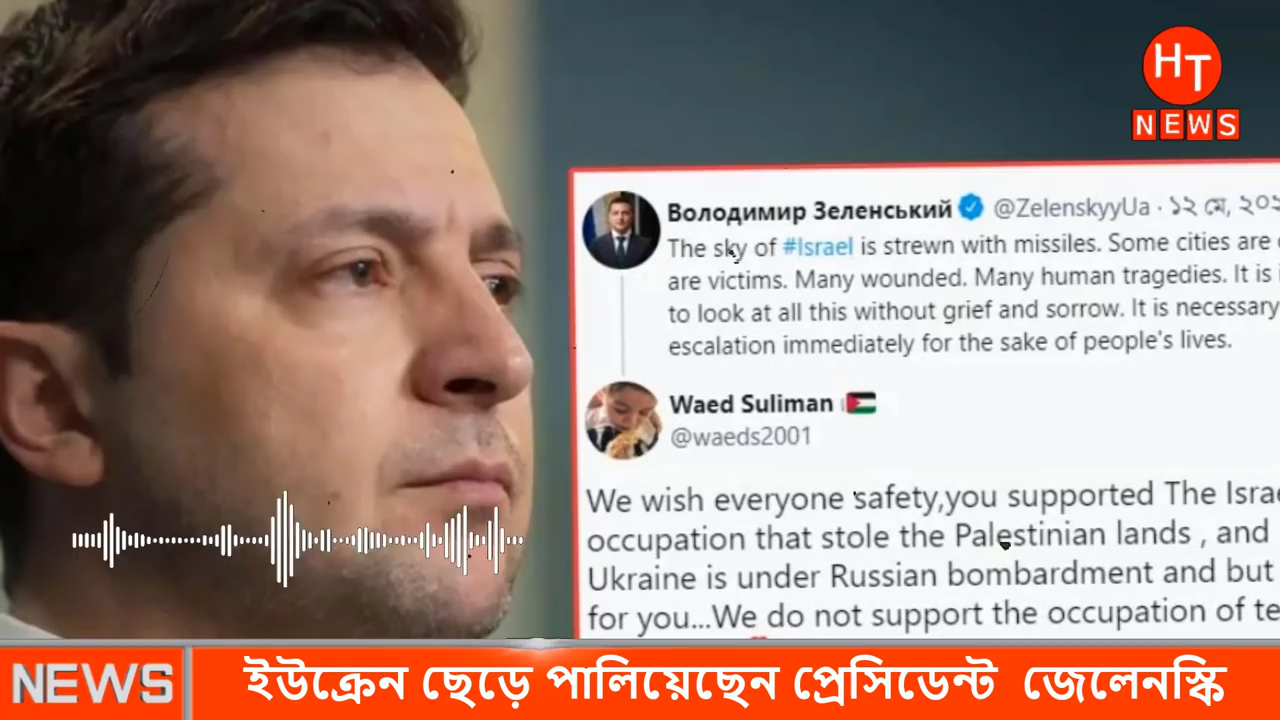 HT
NEWS
Володимир Зеленський @ZelenskyyUa · ১২ মে,
The sky of #Israel is strewn with missiles. Some cities are
are victims. Many wounded. Many human tragedies. It is
to look at all this without grief and sorrow. It is necessary
escalation immediately for the sake of people's lives.
Waed Suliman
@waeds2001
We wish everyone safety,you supported The
occupation that stole the Palestinian lands , and
Ukraine is under Russian bombardment and but
for you...We do not support the occupation of
NEWS ইউক্রেন ছেড়ে পালিয়েছেন প্রেসিডেন্ট জেলেনস্কি